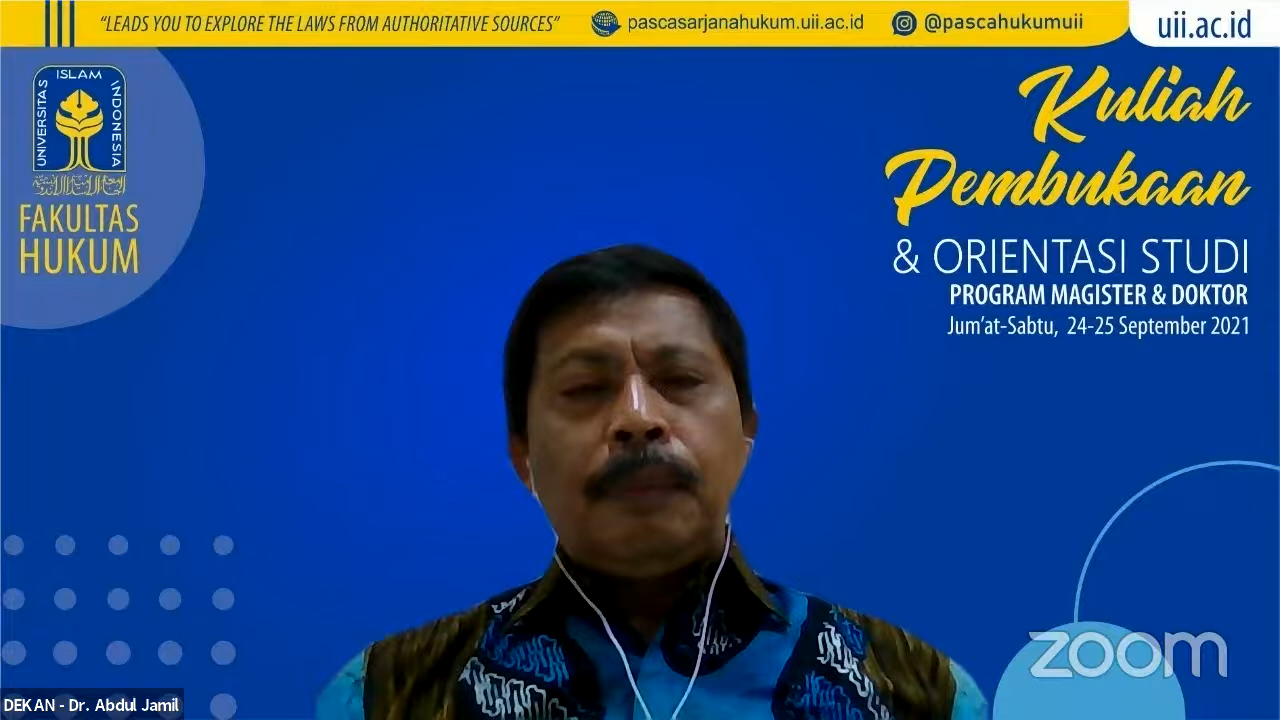 "LEADS YOU TO EXPLORE THE LAWS FROM AUTHORITATIVE SOURCES"
pascasarjanahukum.uii.ac.id
@pascahukumuii
uii.ac.id
UNIVERSITAS ISLAM INDONESIA
FAKULTAS
HUKUM
Kuliah
Pembukaan
& ORIENTASI STUDI
PROGRAM MAGISTER & DOKTOR
Jum'at-Sabtu, 24-25 September 2021
zoom
DEKAN - Dr. Abdul Jamil